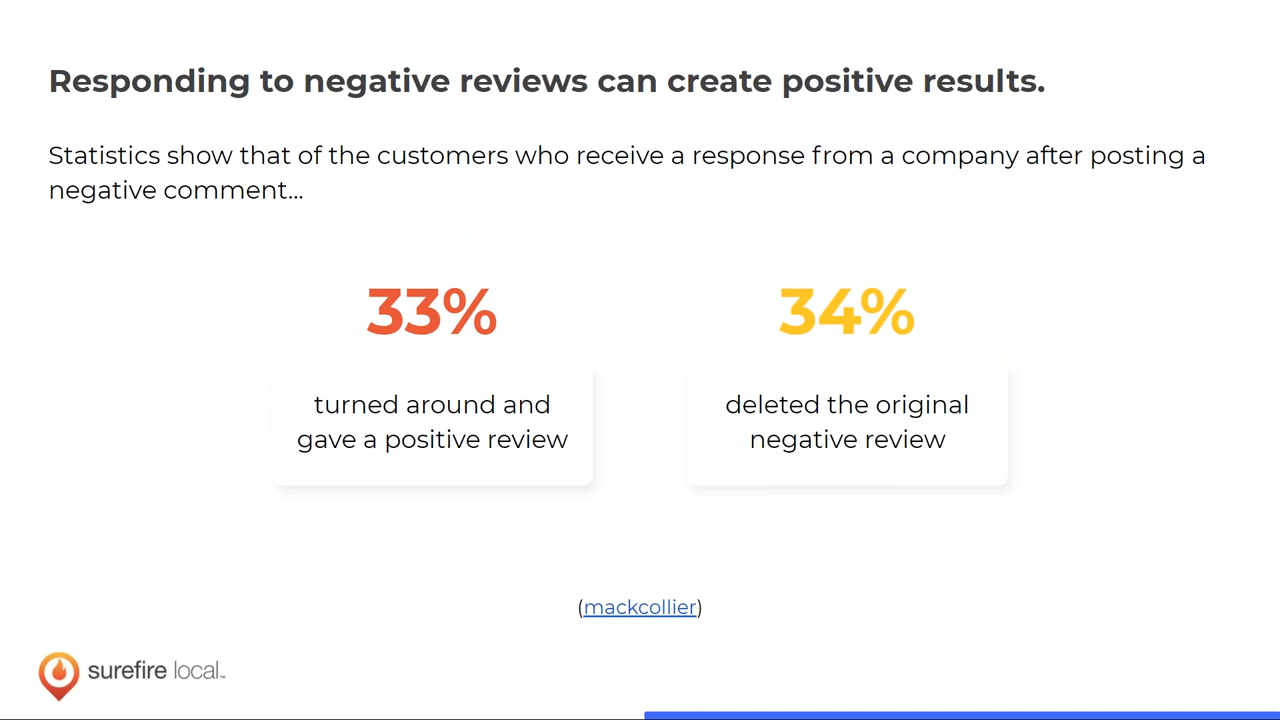 Responding to negative reviews can create positive results.
Statistics show that of the customers who receive a response from a company after posting a
negative comment...
33%
turned around and
gave a positive review
34%
deleted the original
negative review
(mackcollier)
surefire local™